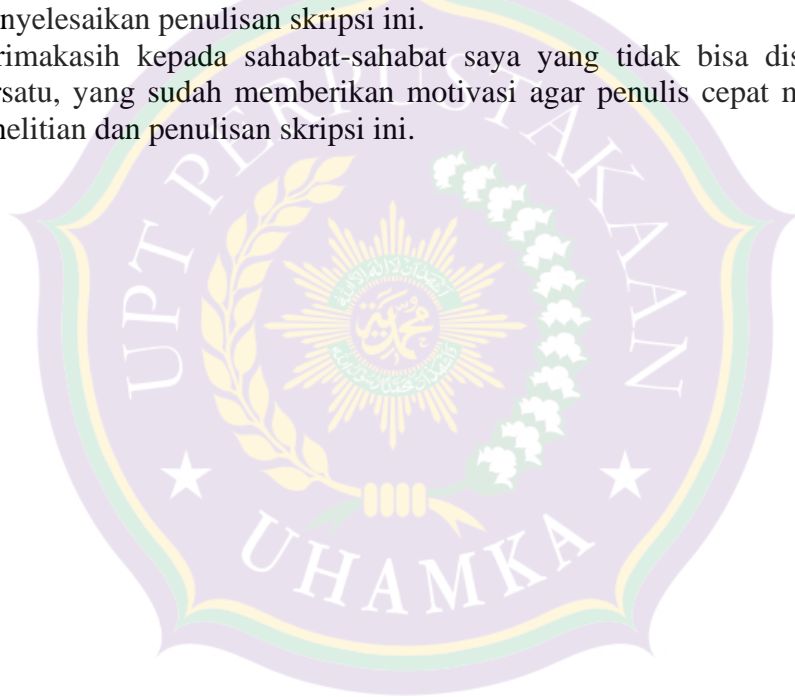 nyelesaikan penulisan skripsi ini.
rimakasih kepada sahabat-sahabat saya yang tidak bisa dis
rsatu, yang sudah memberikan motivasi agar penulis cepat m
nelitian dan penulisan skripsi ini.
UPT PERPUSTAKAAN
محمدية
UHAMKA